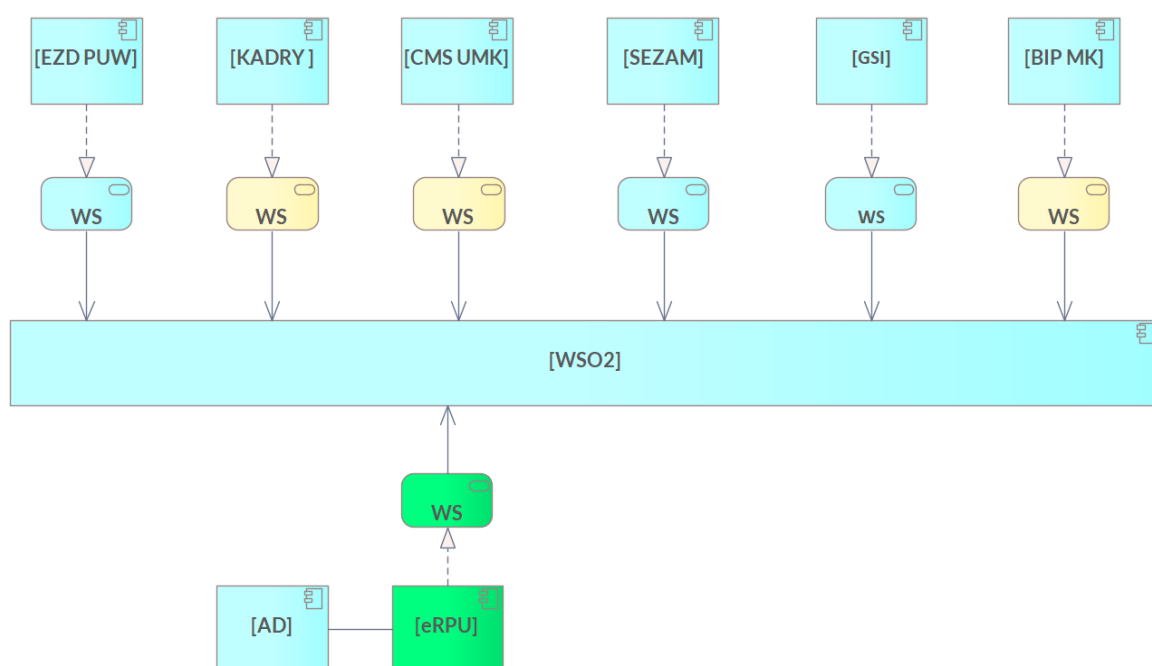 [EZD PUW]
[KADRY ]
[CMS UMK]
[SEZAM]
[GSI]
[BIP MK]
WS
WS
WS
WS
WS
WS
[WSO2]
WS
[AD]
[eRPU]